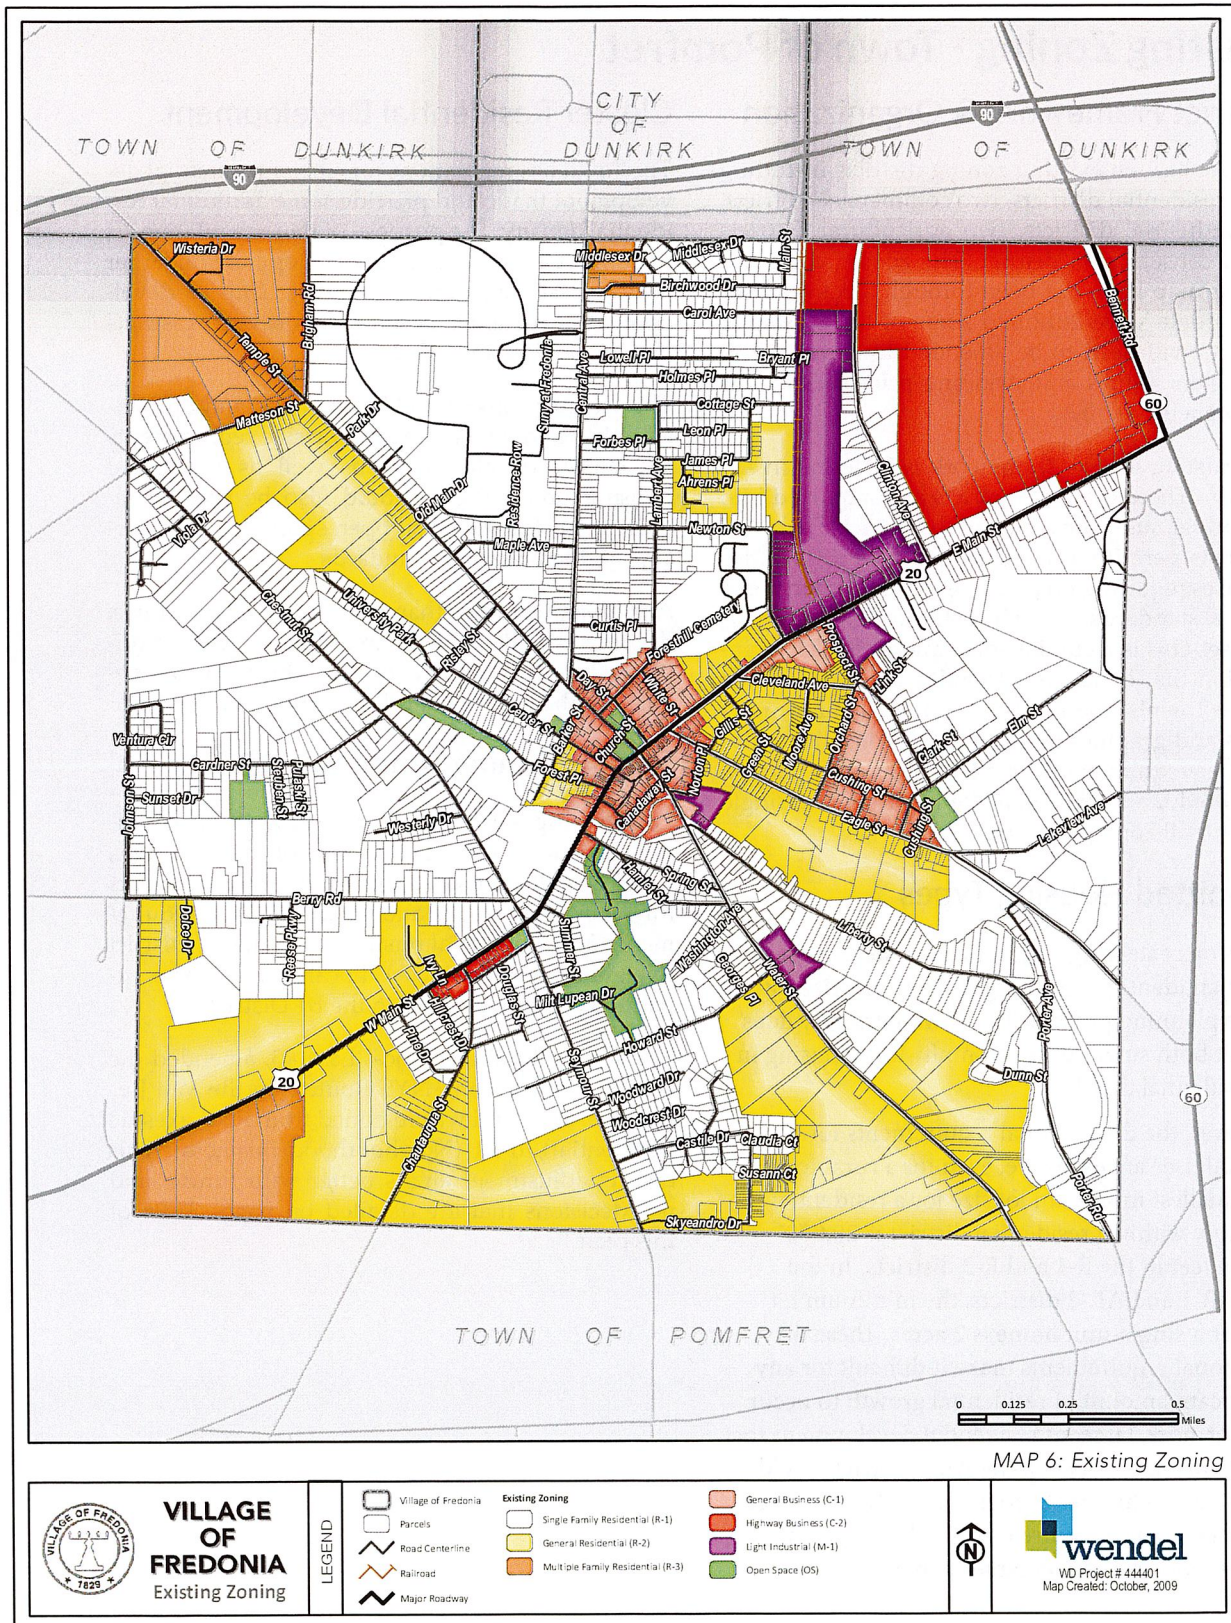 CITY
OF
DUNKIRK
TOWN OF DUNKIRK
TOWN OF DUNKIRK
90
90
Wisteria Dr
Middlesex Dr
Middlesex Dr
Main St
Birchwood Dr
Brigham Rd
Bennett Rd
Carol Ave
Temple St
Suny at Fredonia
Central Ave
Lowell Pl
Bryant Pl
Holmes Pl
60
Matteson St
Park Dr
Cottage St
Leon Pl
Forbes Pl
James Pl
Residence Row
Lambert Ave
Ahrens Pl
Clinton Ave
Old Main Dr
Viola Dr
Newton St
E Main St
Maple Ave
20
Chestnut St
University Park
Foresthill Cemetery
Curtis Pl
Risley St
Prospect St
Link St
Day St
White St
Cleveland Ave
Center St
Barker St
Church St
Gillis St
Green St
Moore Ave
Orchard St
Elm St
Clark St
Ventura Cir
Gardner St
Forest Pl
Norton Pl
Cushing St
Sunset Dr
Stephen St
Pulaski St
Johnson St
Westerly Dr
Canadaway St
Eagle St
Cushing St
Lakeview Ave
Spring St
Hamlet St
Berry Rd
Dolce Dr
Reese Pkwy
Summer St
Washington Ave
Liberty St
Ivy Ln
Douglas St
Georges Pl
Water St
Milt Lupean Dr
W Main St
Hillcrest Dr
Pine Dr
Howard St
Porter Ave
20
Seymour St
Woodward Dr
Dunn St
60
Woodcrest Dr
Chautauqua St
Castile Dr
Claudia Ct
Susann Ct
Porter Rd
Skyeandro Dr
TOWN OF POMFRET
0 0.125 0.25 0.5
Miles
MAP 6: Existing Zoning
VILLAGE OF FREDONIA
★ 1829 ★
VILLAGE
OF
FREDONIA
Existing Zoning
LEGEND
Village of Fredonia
Parcels
Road Centerline
Railroad
Major Roadway
Existing Zoning
Single Family Residential (R-1)
General Residential (R-2)
Multiple Family Residential (R-3)
General Business (C-1)
Highway Business (C-2)
Light Industrial (M-1)
Open Space (OS)
N
wendel
WD Project # 444401
Map Created: October, 2009